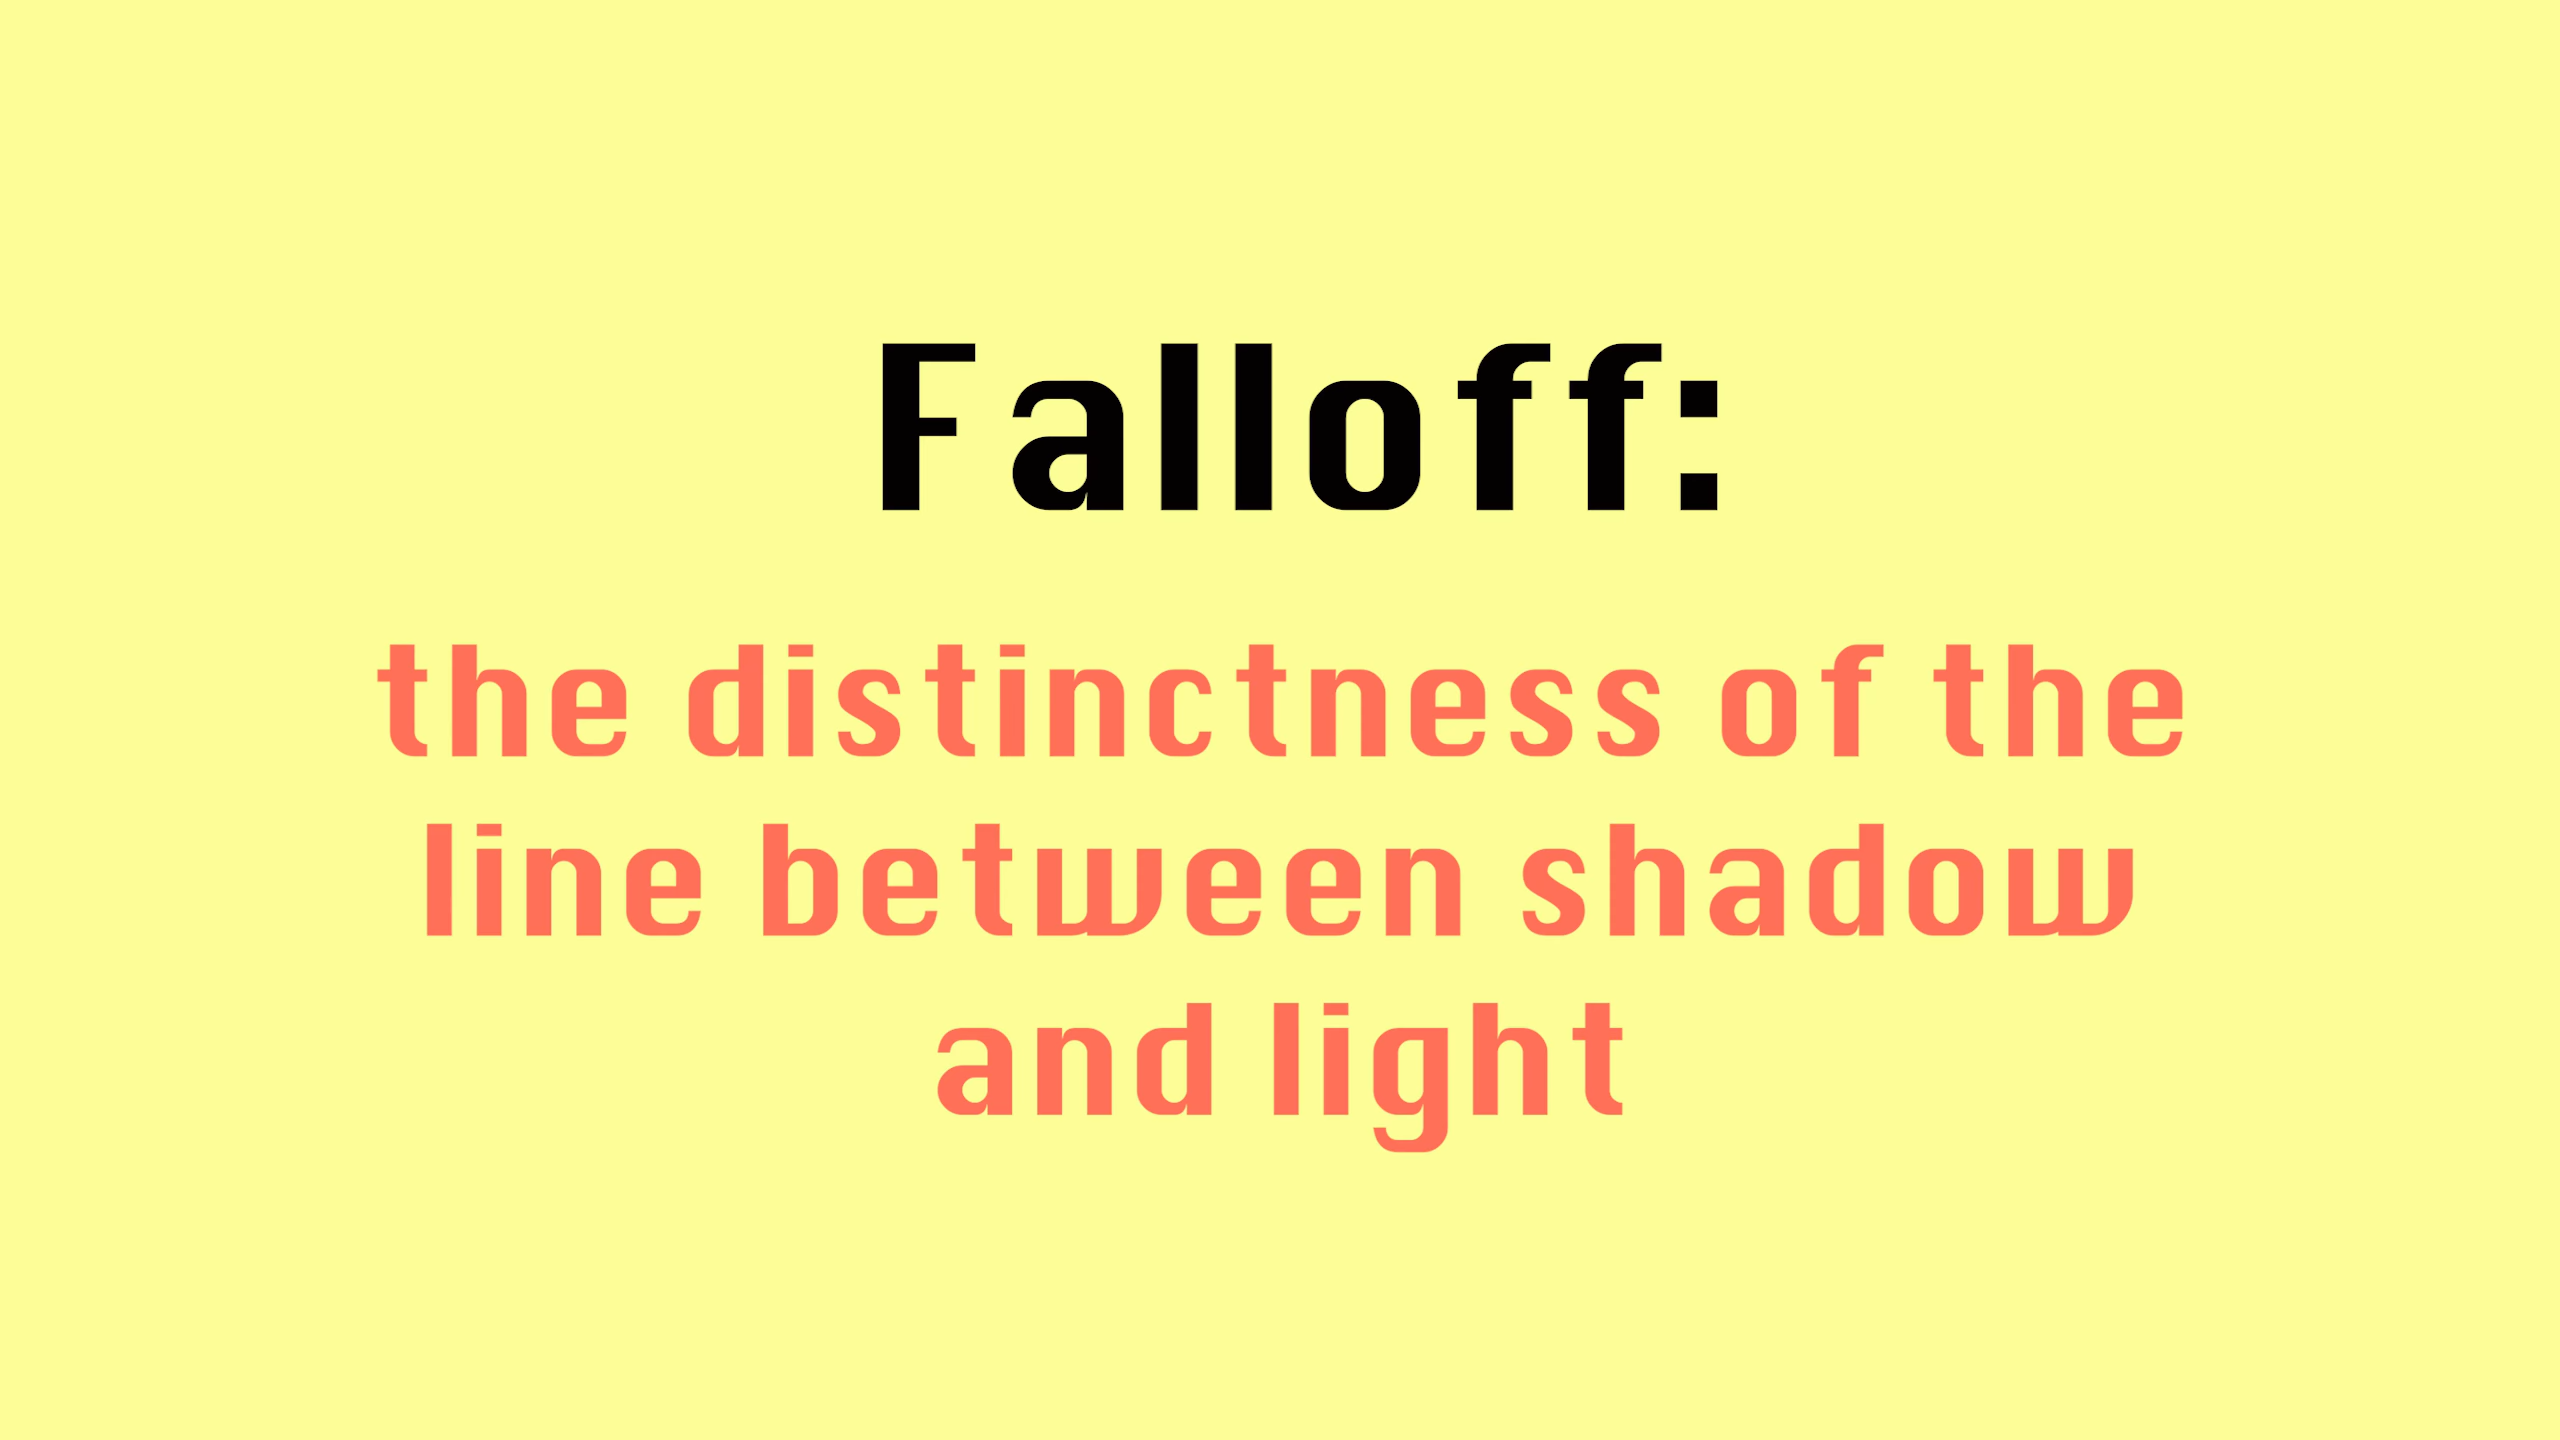 Falloff:
the distinctness of the
line between shadow
and light